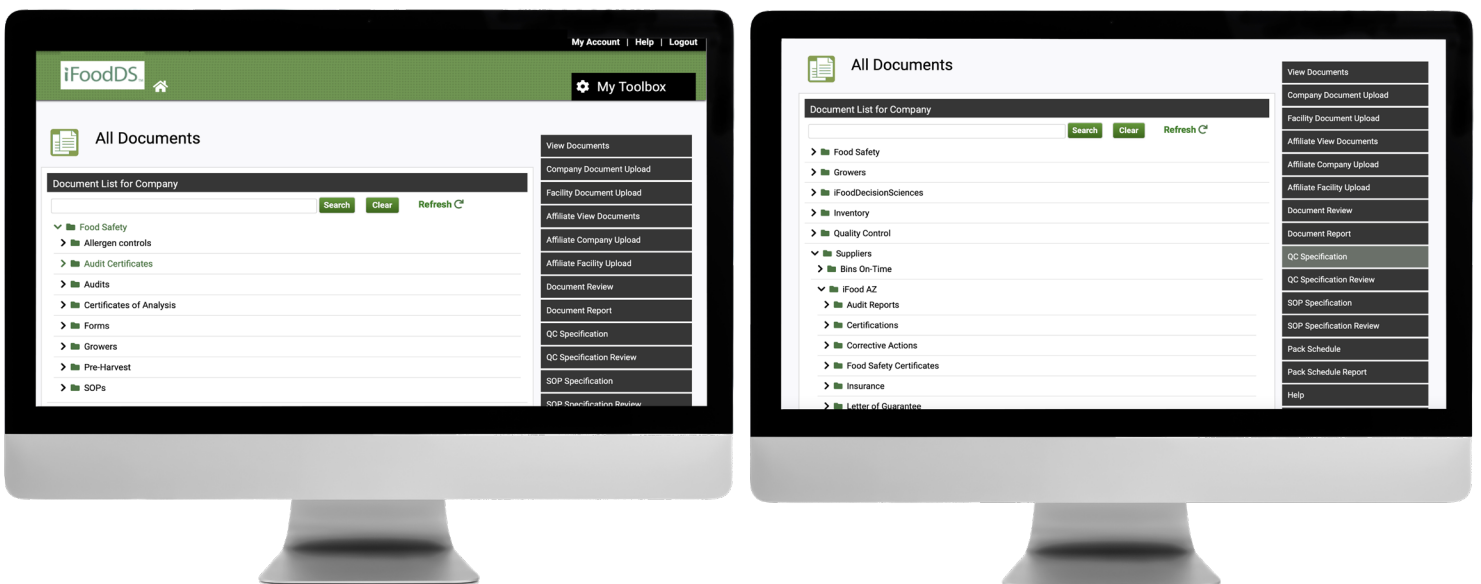 My Account | Help | Logout
iFoodDS
My Toolbox
All Documents
Document List for Company
Search
Clear
Refresh
Food Safety
Allergen controls
Audit Certificates
Audits
Certificates of Analysis
Forms
Growers
Pre-Harvest
SOPs
View Documents
Company Document Upload
Facility Document Upload
Affiliate View Documents
Affiliate Company Upload
Affiliate Facility Upload
Document Review
Document Report
QC Specification
QC Specification Review
SOP Specification
SOP Specification Review
All Documents
Document List for Company
Search
Clear
Refresh
Food Safety
Growers
iFoodDecisionSciences
Inventory
Quality Control
Suppliers
Bins On-Time
iFood AZ
Audit Reports
Certifications
Corrective Actions
Food Safety Certificates
Insurance
Letter of Guarantee
View Documents
Company Document Upload
Facility Document Upload
Affiliate View Documents
Affiliate Company Upload
Affiliate Facility Upload
Document Review
Document Report
QC Specification
QC Specification Review
SOP Specification
SOP Specification Review
Pack Schedule
Pack Schedule Report
Help